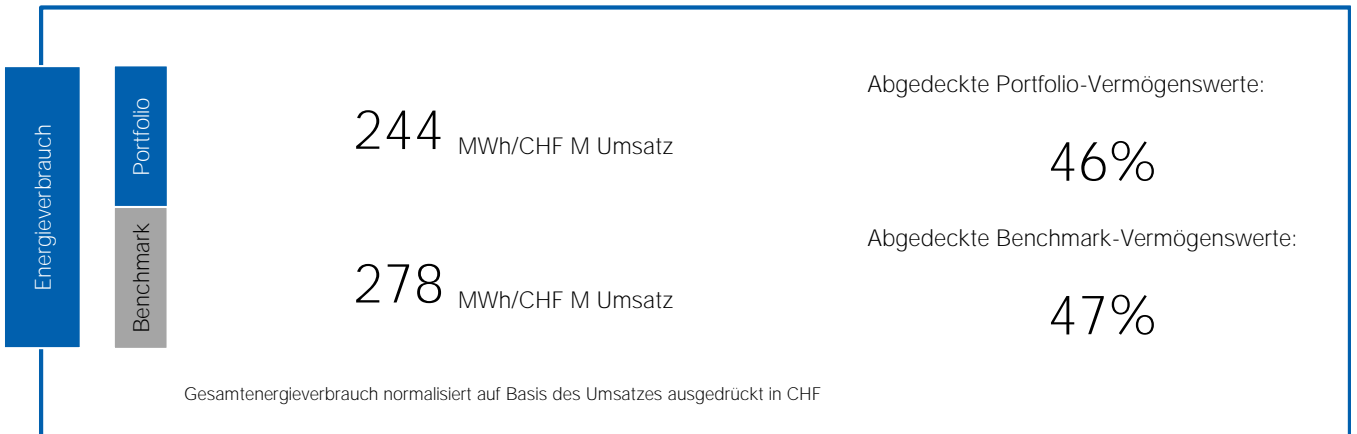 Energieverbrauch
Portfolio
Benchmark
244 MWh/CHF M Umsatz
Abgedeckte Portfolio-Vermögenswerte:
46%
278 MWh/CHF M Umsatz
Abgedeckte Benchmark-Vermögenswerte:
47%
Gesamtenergieverbrauch normalisiert auf Basis des Umsatzes ausgedrückt in CHF